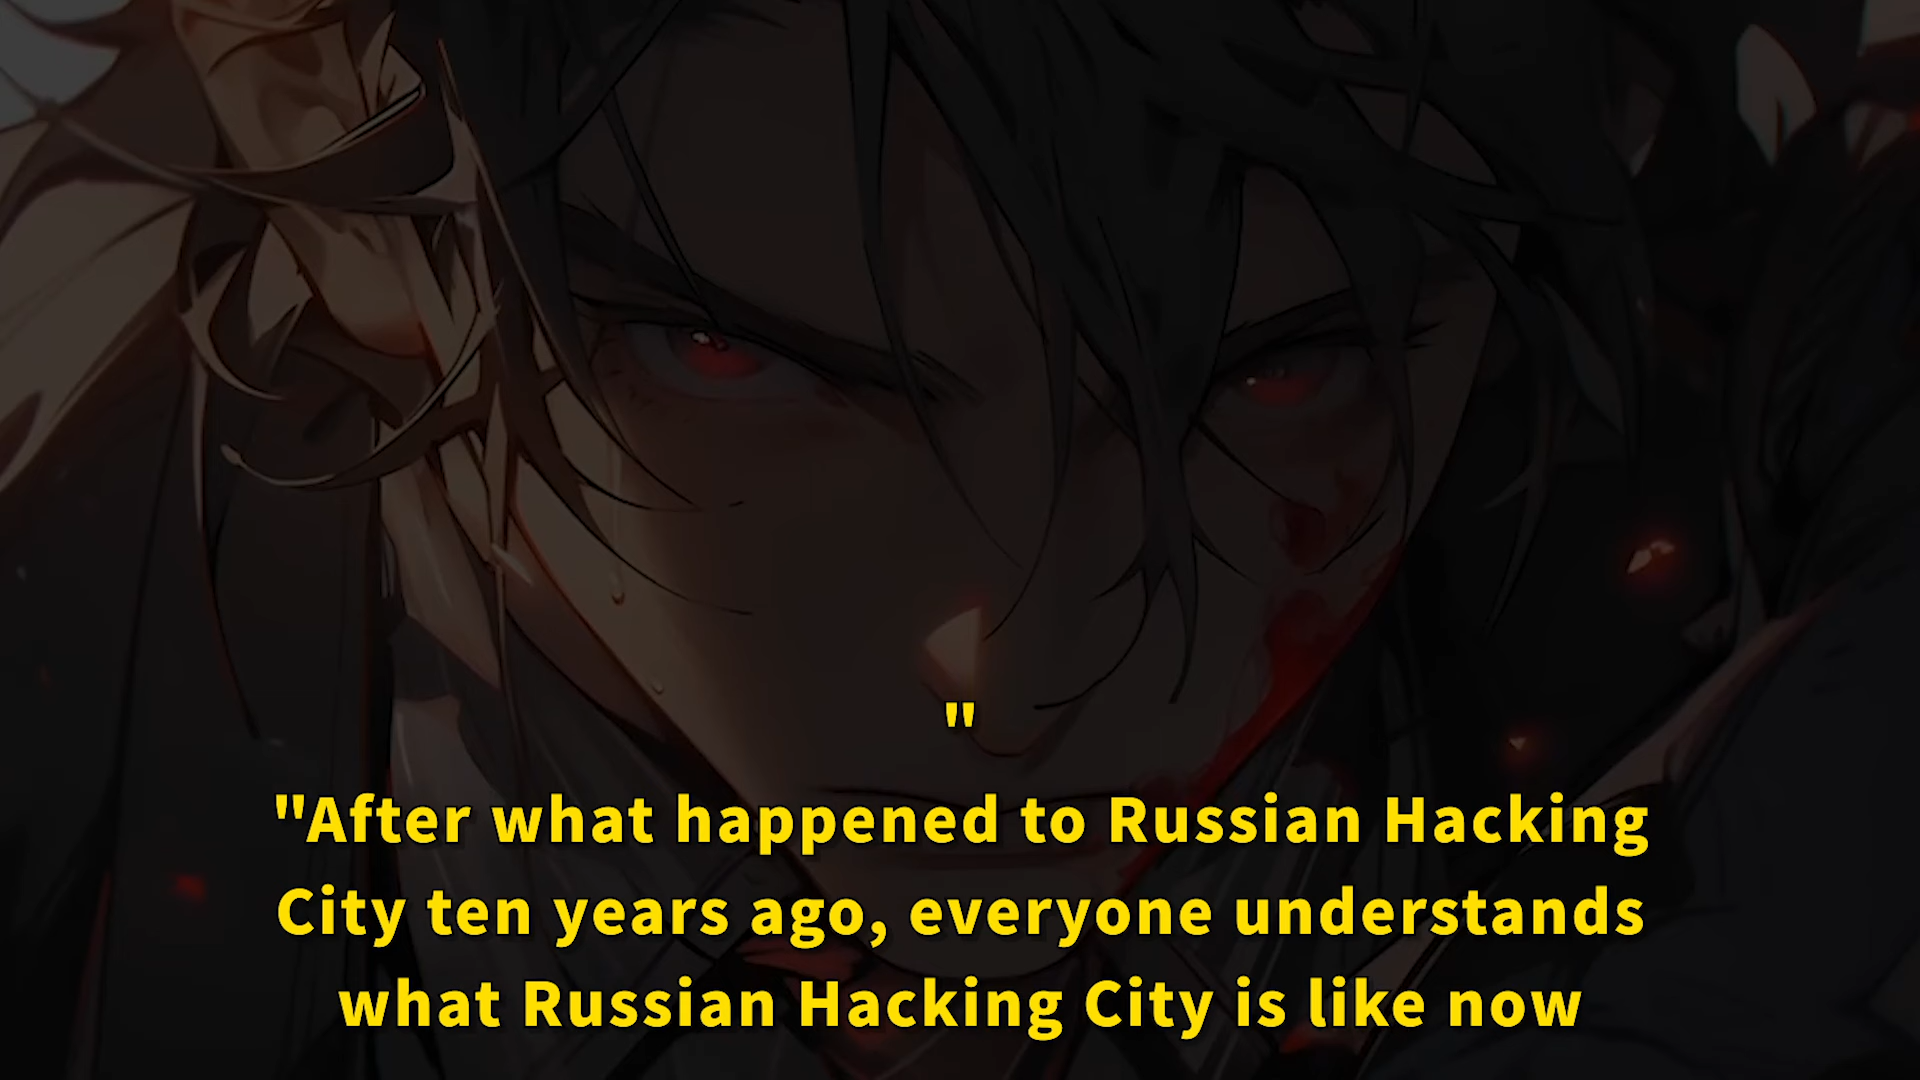 "
"After what happened to Russian Hacking
City ten years ago, everyone understands
what Russian Hacking City is like now